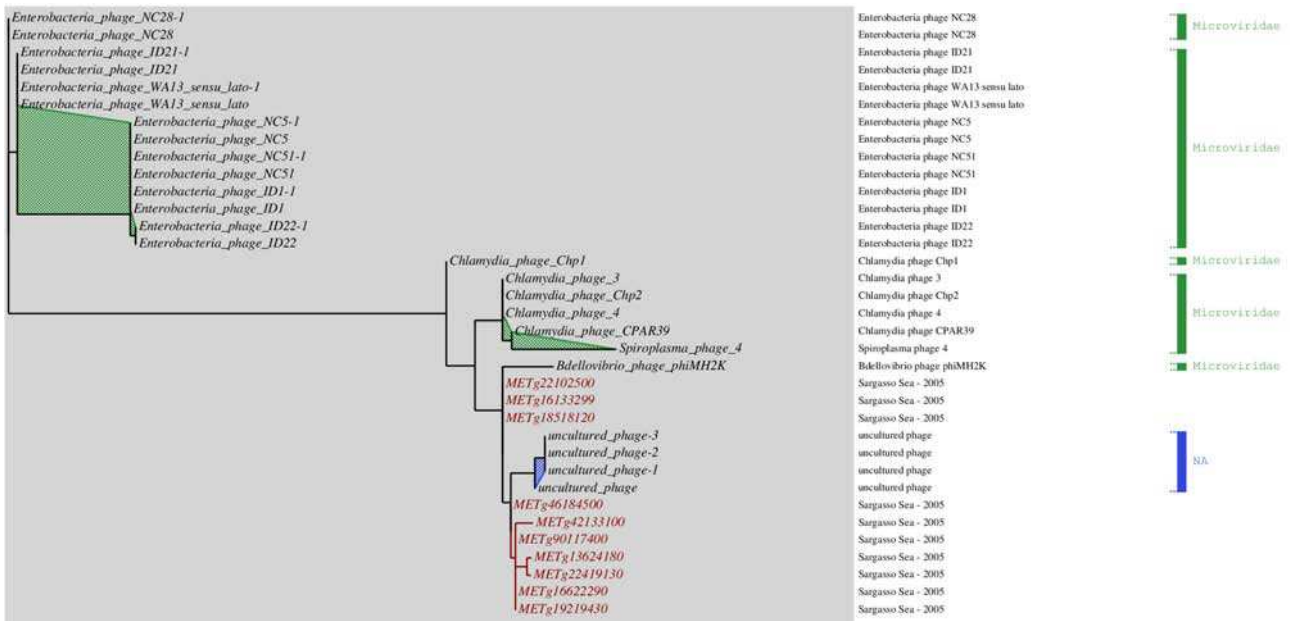 Enterobacteria_phage_NC28-1 Enterobacteria phage NC28
Enterobacteria_phage_NC28 Enterobacteria phage NC28 Microviridae
Enterobacteria_phage_ID21-1 Enterobacteria phage ID21
Enterobacteria_phage_ID21 Enterobacteria phage ID21
Enterobacteria_phage_WA13_sensu_lato-1 Enterobacteria phage WA13 sensu lato
Enterobacteria_phage_WA13_sensu_lato Enterobacteria phage WA13 sensu lato
Enterobacteria_phage_NC5-1 Enterobacteria phage NC5
Enterobacteria_phage_NC5 Enterobacteria phage NC5
Enterobacteria_phage_NC51-1 Enterobacteria phage NC51 Microviridae
Enterobacteria_phage_NC51 Enterobacteria phage NC51
Enterobacteria_phage_ID1-1 Enterobacteria phage ID1
Enterobacteria_phage_ID1 Enterobacteria phage ID1
Enterobacteria_phage_ID22-1 Enterobacteria phage ID22
Enterobacteria_phage_ID22 Enterobacteria phage ID22
Chlamydia_phage_Chp1 Chlamydia phage Chp1 Microviridae
Chlamydia_phage_3 Chlamydia phage 3
Chlamydia_phage_Chp2 Chlamydia phage Chp2
Chlamydia_phage_4 Chlamydia phage 4 Microviridae
Chlamydia_phage_CPAR39 Chlamydia phage CPAR39
Spiroplasma_phage_4 Spiroplasma phage 4
Bdellovibrio_phage_phiMH2K Bdellovibrio phage phiMH2K Microviridae
METg22102500 Sargasso Sea - 2005
METg16133299 Sargasso Sea - 2005
METg18518120 Sargasso Sea - 2005
uncultured_phage-3 uncultured phage
uncultured_phage-2 uncultured phage
uncultured_phage-1 uncultured phage NA
uncultured_phage uncultured phage
METg46184500 Sargasso Sea - 2005
METg42133100 Sargasso Sea - 2005
METg90117400 Sargasso Sea - 2005
METg13624180 Sargasso Sea - 2005
METg22419130 Sargasso Sea - 2005
METg16622290 Sargasso Sea - 2005
METg19219430 Sargasso Sea - 2005